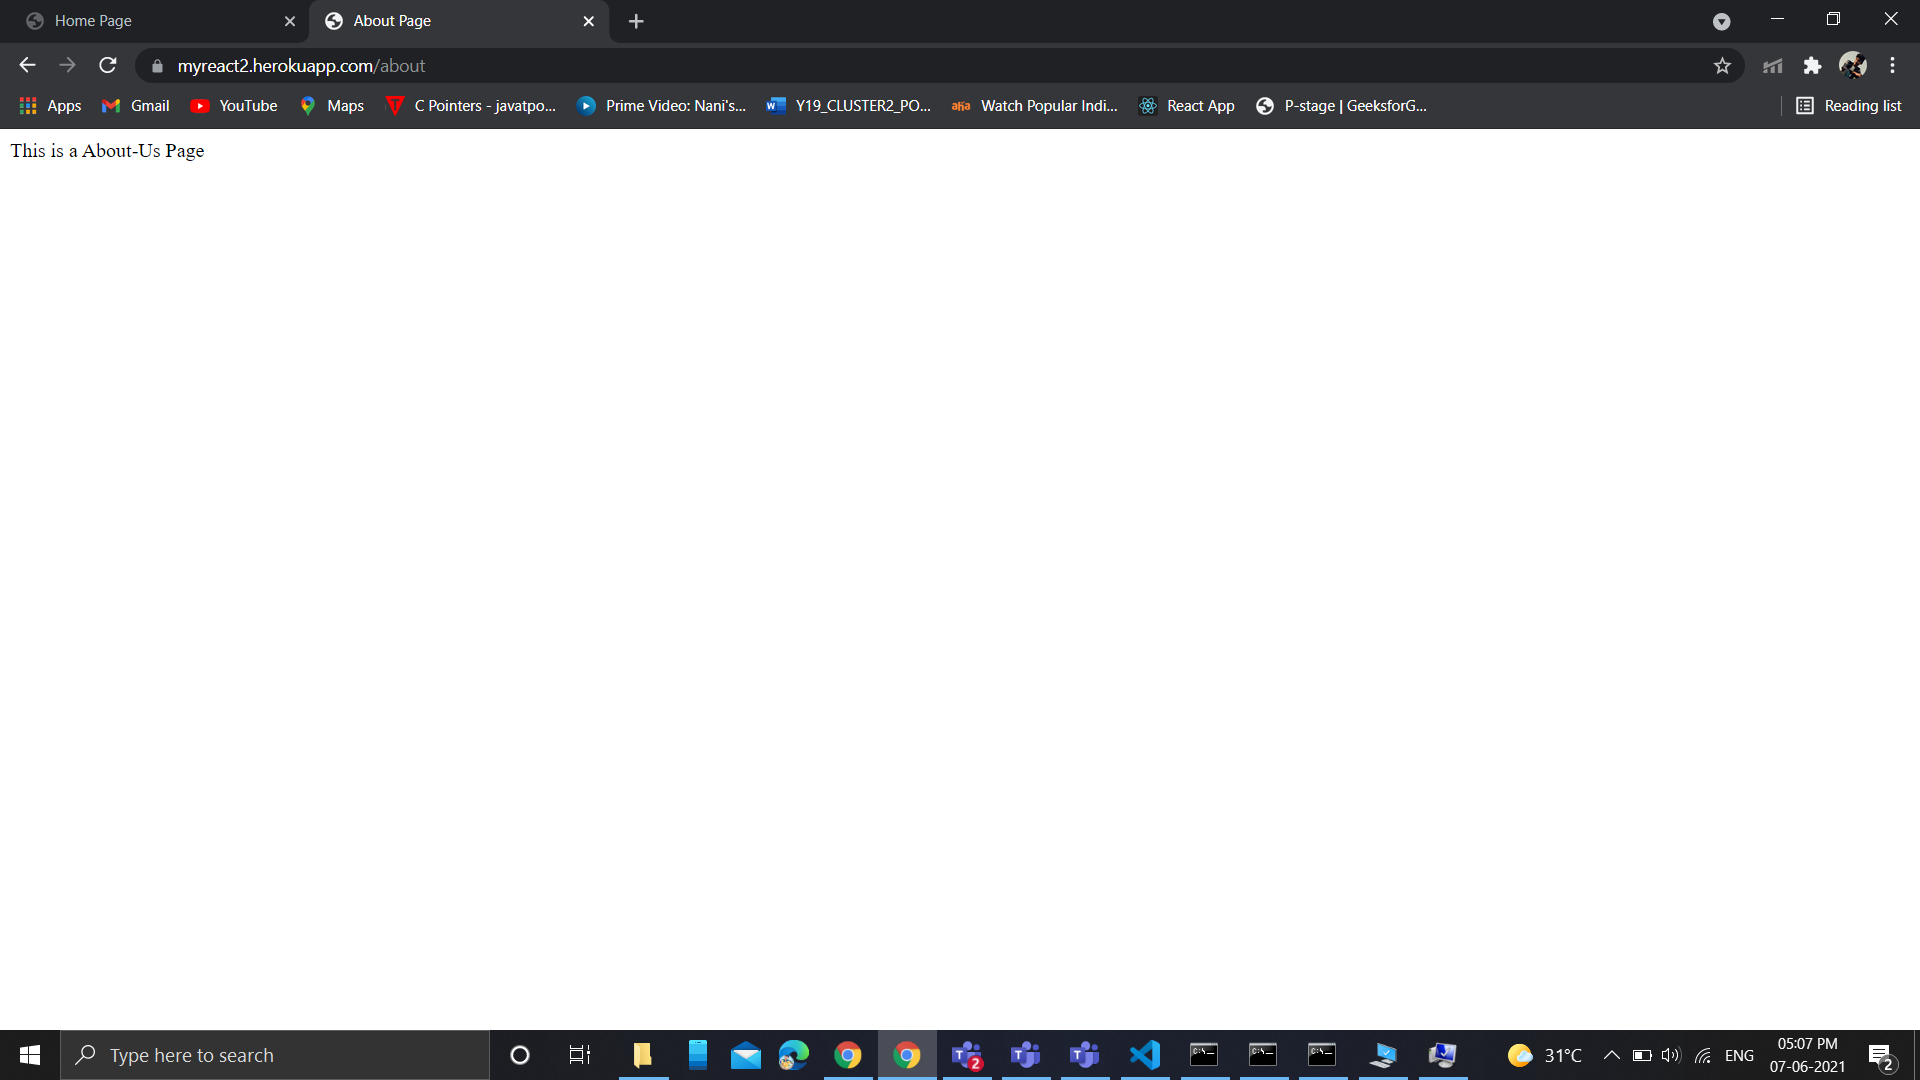 Home Page
About Page
myreact2.herokuapp.com/about
Apps Gmail YouTube Maps C Pointers - javatpo... Prime Video: Nani's... Y19_CLUSTER2_PO... Watch Popular Indi... React App P-stage | GeeksforG... Reading list
This is a About-Us Page
Type here to search
2
31°C
ENG
05:07 PM
07-06-2021
2